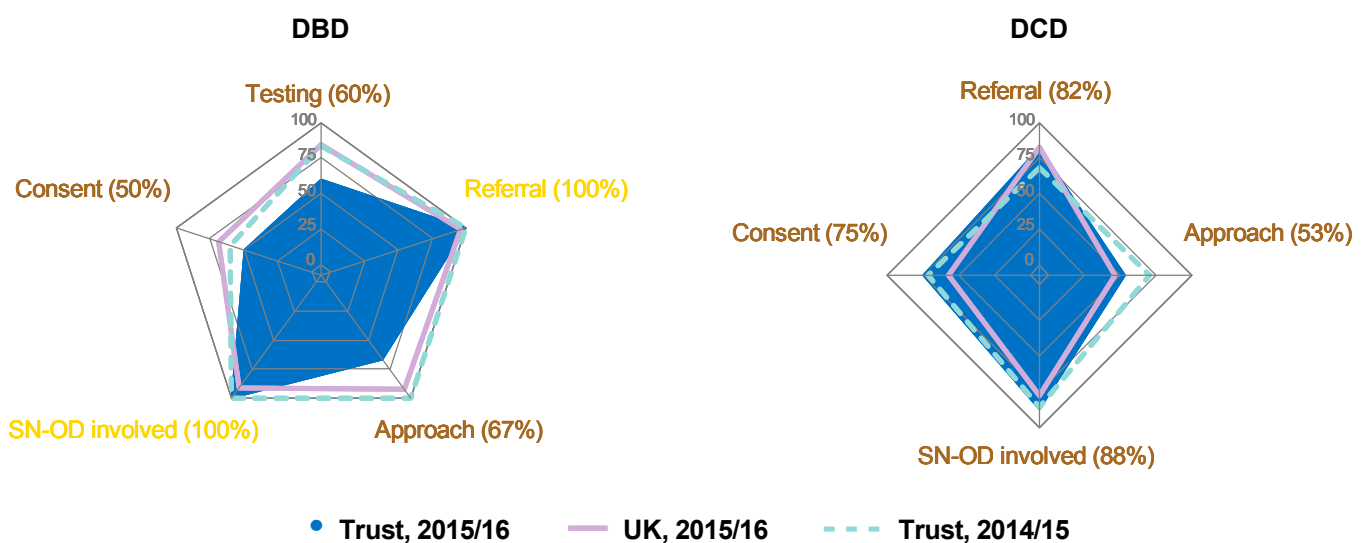 DBD
Testing (60%)
100
75
50
25
0
Consent (50%)
Referral (100%)
SN-OD involved (100%)
Approach (67%)
DCD
Referral (82%)
100
75
50
25
0
Consent (75%)
Approach (53%)
SN-OD involved (88%)
Trust, 2015/16
UK, 2015/16
Trust, 2014/15